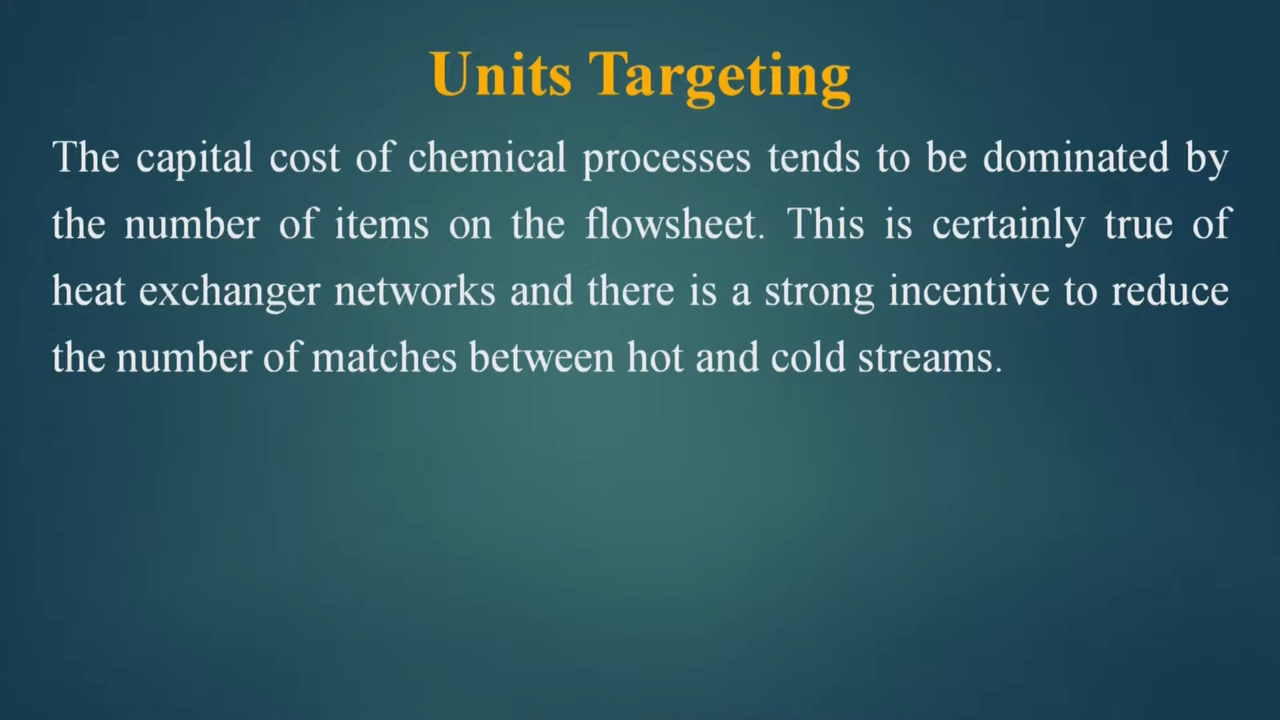 Units Targeting
The capital cost of chemical processes tends to be dominated by
the number of items on the flowsheet. This is certainly true of
heat exchanger networks and there is a strong incentive to reduce
the number of matches between hot and cold streams.